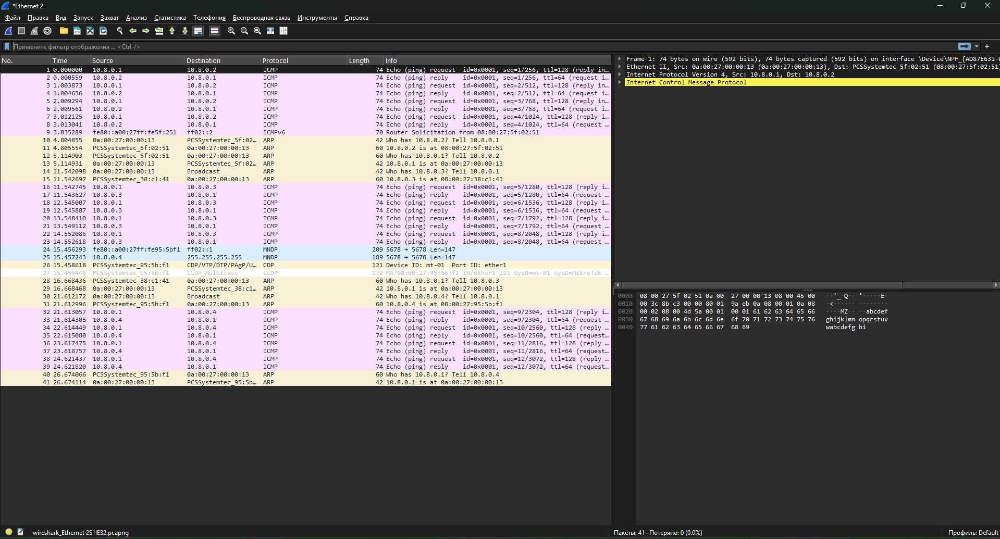 *Ethernet 2
Файл Правка Вид Запуск Захват Анализ Статистика Телефония Беспроводная связь Инструменты Справка
Примените фильтр отображения ... <Ctrl-/>
No. Time Source Destination Protocol Length Info
1 0.000000 10.8.0.1 10.8.0.2 ICMP 74 Echo (ping) request id=0x0001, seq=1/256, ttl=128 (reply in…
2 0.000559 10.8.0.2 10.8.0.1 ICMP 74 Echo (ping) reply id=0x0001, seq=1/256, ttl=64 (request i…
3 1.003873 10.8.0.1 10.8.0.2 ICMP 74 Echo (ping) request id=0x0001, seq=2/512, ttl=128 (reply in…
4 1.004656 10.8.0.2 10.8.0.1 ICMP 74 Echo (ping) reply id=0x0001, seq=2/512, ttl=64 (request i…
5 2.009294 10.8.0.1 10.8.0.2 ICMP 74 Echo (ping) request id=0x0001, seq=3/768, ttl=128 (reply in…
6 2.009561 10.8.0.2 10.8.0.1 ICMP 74 Echo (ping) reply id=0x0001, seq=3/768, ttl=64 (request i…
7 3.012125 10.8.0.1 10.8.0.2 ICMP 74 Echo (ping) request id=0x0001, seq=4/1024, ttl=128 (reply i…
8 3.013041 10.8.0.2 10.8.0.1 ICMP 74 Echo (ping) reply id=0x0001, seq=4/1024, ttl=64 (request …
9 3.835289 fe80::a00:27ff:fe5f:251 ff02::2 ICMPv6 70 Router Solicitation from 08:00:27:5f:02:51
10 4.804855 0a:00:27:00:00:13 PCSSystemtec_5f:02… ARP 42 Who has 10.8.0.2? Tell 10.8.0.1
11 4.805554 PCSSystemtec_5f:02:51 0a:00:27:00:00:13 ARP 60 10.8.0.2 is at 08:00:27:5f:02:51
12 5.114903 PCSSystemtec_5f:02:51 0a:00:27:00:00:13 ARP 60 Who has 10.8.0.1? Tell 10.8.0.2
13 5.114931 0a:00:27:00:00:13 PCSSystemtec_5f:02… ARP 42 10.8.0.1 is at 0a:00:27:00:00:13
14 11.542098 0a:00:27:00:00:13 Broadcast ARP 42 Who has 10.8.0.3? Tell 10.8.0.1
15 11.542697 PCSSystemtec_38:c1:41 0a:00:27:00:00:13 ARP 60 10.8.0.3 is at 08:00:27:38:c1:41
16 11.542745 10.8.0.1 10.8.0.3 ICMP 74 Echo (ping) request id=0x0001, seq=5/1280, ttl=128 (reply i…
17 11.543627 10.8.0.3 10.8.0.1 ICMP 74 Echo (ping) reply id=0x0001, seq=5/1280, ttl=64 (request …
18 12.545007 10.8.0.1 10.8.0.3 ICMP 74 Echo (ping) request id=0x0001, seq=6/1536, ttl=128 (reply i…
19 12.545887 10.8.0.3 10.8.0.1 ICMP 74 Echo (ping) reply id=0x0001, seq=6/1536, ttl=64 (request …
20 13.548410 10.8.0.1 10.8.0.3 ICMP 74 Echo (ping) request id=0x0001, seq=7/1792, ttl=128 (reply i…
21 13.549112 10.8.0.3 10.8.0.1 ICMP 74 Echo (ping) reply id=0x0001, seq=7/1792, ttl=64 (request …
22 14.552086 10.8.0.1 10.8.0.3 ICMP 74 Echo (ping) request id=0x0001, seq=8/2048, ttl=128 (reply i…
23 14.552618 10.8.0.3 10.8.0.1 ICMP 74 Echo (ping) reply id=0x0001, seq=8/2048, ttl=64 (request …
24 15.456293 fe80::a00:27ff:fe95:5bf1 ff02::1 MNDP 209 5678 → 5678 Len=147
25 15.457243 10.8.0.4 255.255.255.255 MNDP 189 5678 → 5678 Len=147
26 15.458618 PCSSystemtec_95:5b:f1 CDP/VTP/DTP/PAgP/U… CDP 121 Device ID: mt-01 Port ID: ether1
27 15.459446 PCSSystemtec_95:5b:f1 LLDP_Multicast LLDP 172 MA/08:00:27:95:5b:f1 IN/ether1 121 SysN=mt-01 SysD=MikroTik …
28 16.668436 PCSSystemtec_38:c1:41 0a:00:27:00:00:13 ARP 60 Who has 10.8.0.1? Tell 10.8.0.3
29 16.668468 0a:00:27:00:00:13 PCSSystemtec_38:c1… ARP 42 10.8.0.1 is at 0a:00:27:00:00:13
30 21.612172 0a:00:27:00:00:13 Broadcast ARP 42 Who has 10.8.0.4? Tell 10.8.0.1
31 21.612996 PCSSystemtec_95:5b:f1 0a:00:27:00:00:13 ARP 60 10.8.0.4 is at 08:00:27:95:5b:f1
32 21.613057 10.8.0.1 10.8.0.4 ICMP 74 Echo (ping) request id=0x0001, seq=9/2304, ttl=128 (reply i…
33 21.614305 10.8.0.4 10.8.0.1 ICMP 74 Echo (ping) reply id=0x0001, seq=9/2304, ttl=64 (request …
34 22.614449 10.8.0.1 10.8.0.4 ICMP 74 Echo (ping) request id=0x0001, seq=10/2560, ttl=128 (reply …
35 22.615080 10.8.0.4 10.8.0.1 ICMP 74 Echo (ping) reply id=0x0001, seq=10/2560, ttl=64 (request…
36 23.617475 10.8.0.1 10.8.0.4 ICMP 74 Echo (ping) request id=0x0001, seq=11/2816, ttl=128 (reply …
37 23.618757 10.8.0.4 10.8.0.1 ICMP 74 Echo (ping) reply id=0x0001, seq=11/2816, ttl=64 (request…
38 24.621437 10.8.0.1 10.8.0.4 ICMP 74 Echo (ping) request id=0x0001, seq=12/3072, ttl=128 (reply …
39 24.621820 10.8.0.4 10.8.0.1 ICMP 74 Echo (ping) reply id=0x0001, seq=12/3072, ttl=64 (request…
40 26.674066 PCSSystemtec_95:5b:f1 0a:00:27:00:00:13 ARP 60 Who has 10.8.0.1? Tell 10.8.0.4
41 26.674114 0a:00:27:00:00:13 PCSSystemtec_95:5b… ARP 42 10.8.0.1 is at 0a:00:27:00:00:13
Frame 1: 74 bytes on wire (592 bits), 74 bytes captured (592 bits) on interface \Device\NPF_{AD87E631-
Ethernet II, Src: 0a:00:27:00:00:13 (0a:00:27:00:00:13), Dst: PCSSystemtec_5f:02:51 (08:00:27:5f:02:51)
Internet Protocol Version 4, Src: 10.8.0.1, Dst: 10.8.0.2
Internet Control Message Protocol
0000 08 00 27 5f 02 51 0a 00 27 00 00 13 08 00 45 00 ··'_·Q·· '·····E·
0010 00 3c 8b c3 00 00 80 01 9a eb 0a 08 00 01 0a 08 ·<······ ········
0020 00 02 08 00 4d 5a 00 01 00 01 61 62 63 64 65 66 ····MZ·· ··abcdef
0030 67 68 69 6a 6b 6c 6d 6e 6f 70 71 72 73 74 75 76 ghijklmn opqrstuv
0040 77 61 62 63 64 65 66 67 68 69 wabcdefg hi
wireshark_Ethernet 2S1IE32.pcapng
Пакеты: 41 · Потеряно: 0 (0.0%)
Профиль: Default